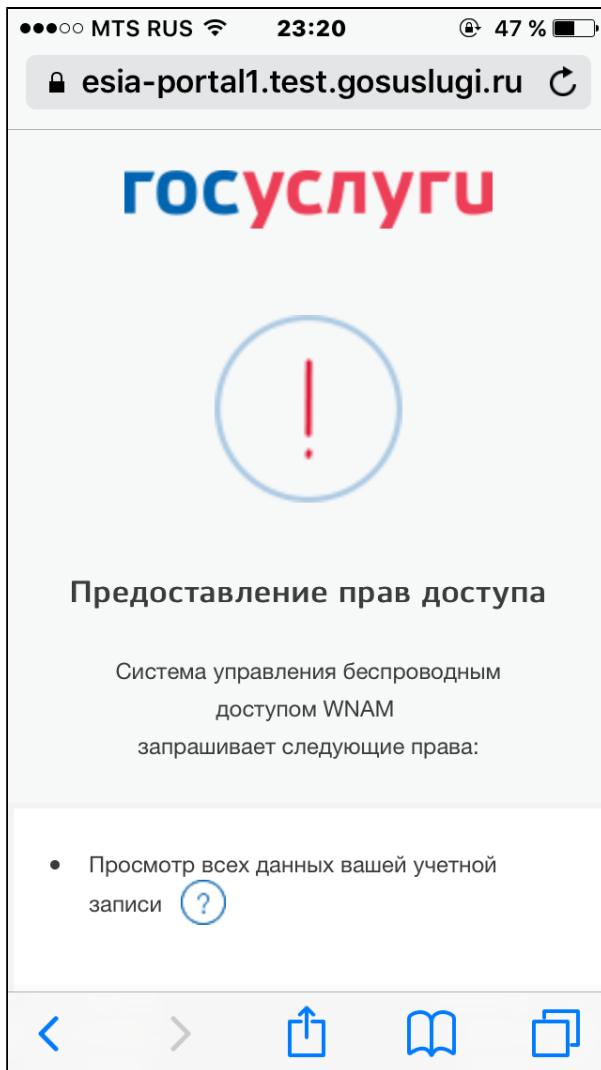 MTS RUS 23:20 47 %
esia-portal1.test.gosuslugi.ru
госуслуги
!
Предоставление прав доступа
Система управления беспроводным
доступом WNAM
запрашивает следующие права:
• Просмотр всех данных вашей учетной
записи ?